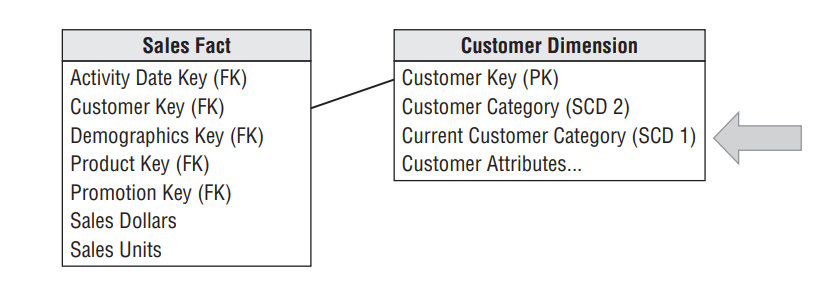 Sales Fact
Activity Date Key (FK)
Customer Key (FK)
Demographics Key (FK)
Product Key (FK)
Promotion Key (FK)
Sales Dollars
Sales Units
Customer Dimension
Customer Key (PK)
Customer Category (SCD 2)
Current Customer Category (SCD 1)
Customer Attributes...